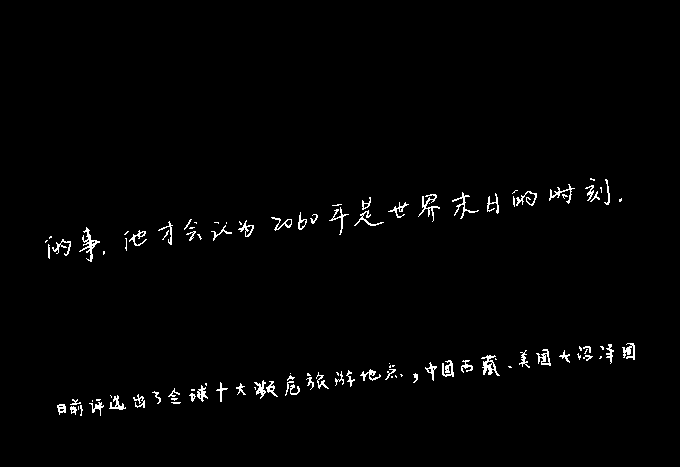 的事. 他才会认为2060年是世界末日的时刻.
日前评选出了全球十大濒危旅游地点,中国西藏、美国大沼泽国